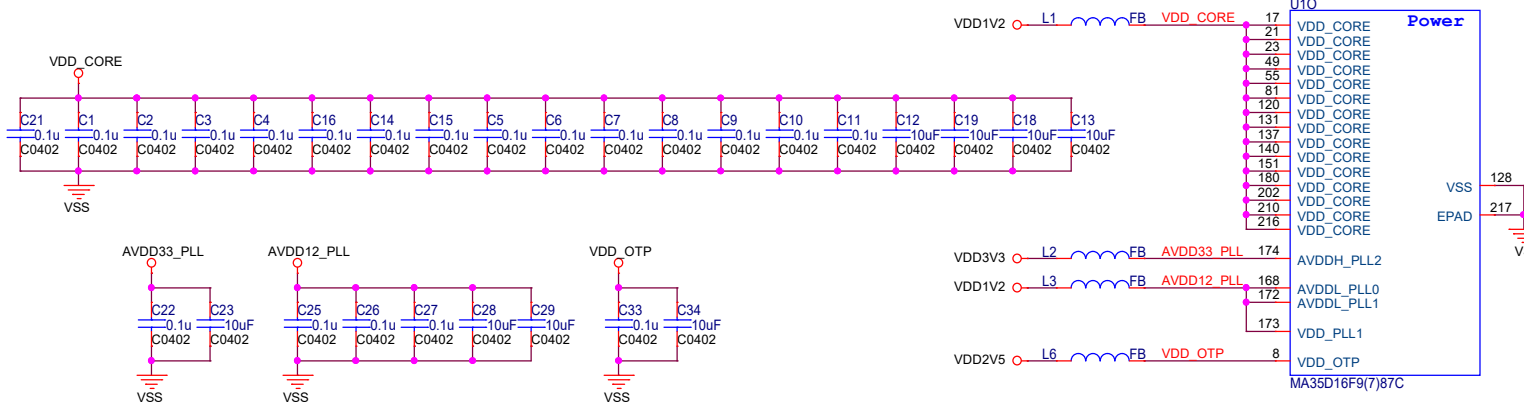 U1O
Power
VDD1V2 L1 FB VDD_CORE 17 VDD_CORE
21 VDD_CORE
23 VDD_CORE
49 VDD_CORE
55 VDD_CORE
81 VDD_CORE
120 VDD_CORE
131 VDD_CORE
137 VDD_CORE
140 VDD_CORE
151 VDD_CORE
180 VDD_CORE
202 VDD_CORE
210 VDD_CORE
216 VDD_CORE
VSS 128
EPAD 217
VDD3V3 L2 FB AVDD33_PLL 174 AVDDH_PLL2
VDD1V2 L3 FB AVDD12_PLL 168 AVDDL_PLL0
172 AVDDL_PLL1
173 VDD_PLL1
VDD2V5 L6 FB VDD_OTP 8 VDD_OTP
MA35D16F9(7)87C
VDD_CORE
C21 C1 C2 C3 C4 C16 C14 C15 C5 C6 C7 C8 C9 C10 C11 C12 C19 C18 C13
0.1u 0.1u 0.1u 0.1u 0.1u 0.1u 0.1u 0.1u 0.1u 0.1u 0.1u 0.1u 0.1u 0.1u 0.1u 10uF 10uF 10uF 10uF
C0402 C0402 C0402 C0402 C0402 C0402 C0402 C0402 C0402 C0402 C0402 C0402 C0402 C0402 C0402 C0402 C0402 C0402 C0402
VSS
AVDD33_PLL
C22 C23
0.1u 10uF
C0402 C0402
VSS
AVDD12_PLL
C25 C26 C27 C28 C29
0.1u 0.1u 0.1u 10uF 10uF
C0402 C0402 C0402 C0402 C0402
VSS
VDD_OTP
C33 C34
0.1u 10uF
C0402 C0402
VSS